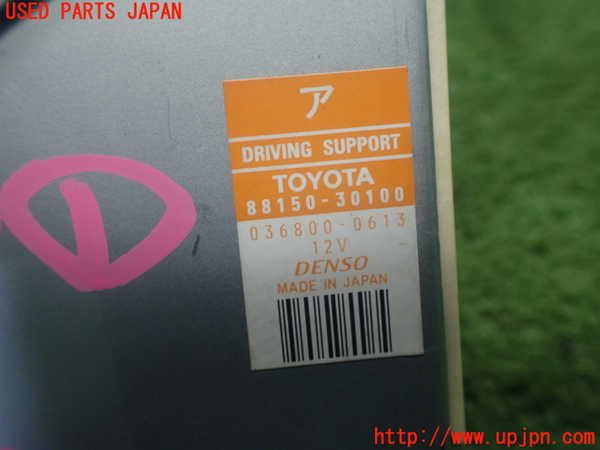 USED PARTS JAPAN
ア
DRIVING SUPPORT
TOYOTA
88150-30100
036800-0613
12V
DENSO
MADE IN JAPAN
http://www.upjpn.com